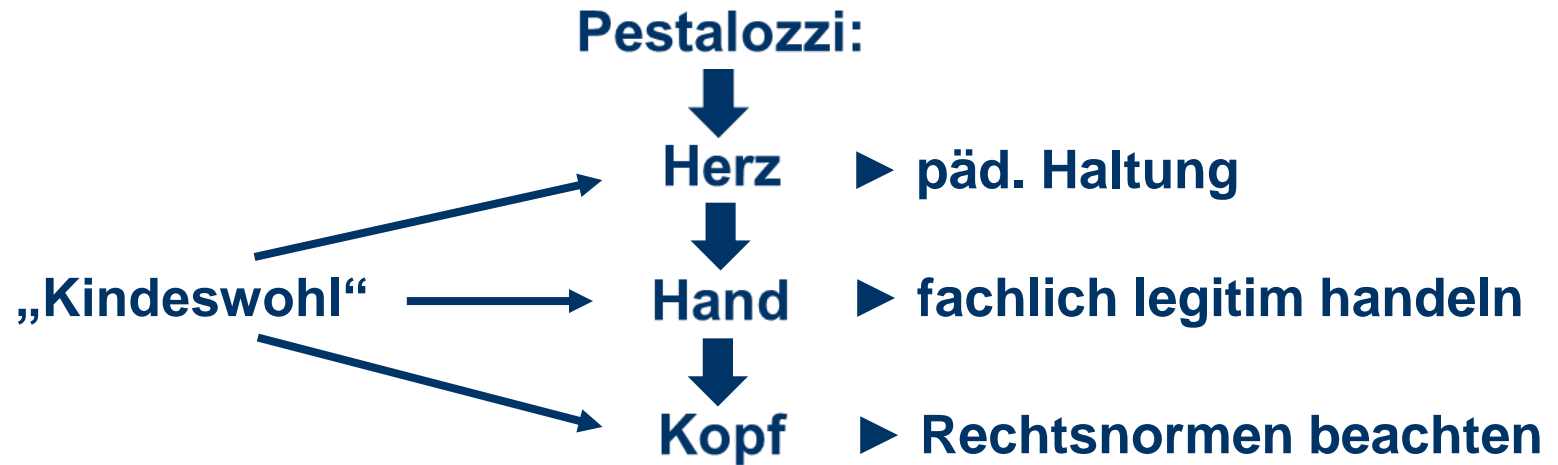 Pestalozzi:
Herz ► päd. Haltung
„Kindeswohl“ Hand ► fachlich legitim handeln
Kopf ► Rechtsnormen beachten